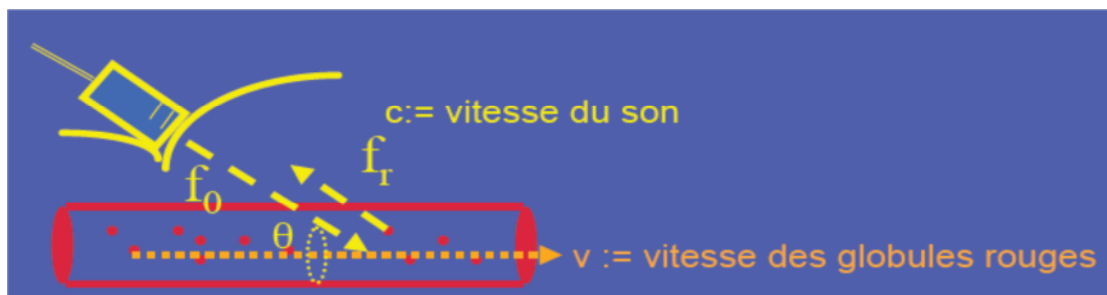 c:= vitesse du son
fr
f0
θ
v := vitesse des globules rouges